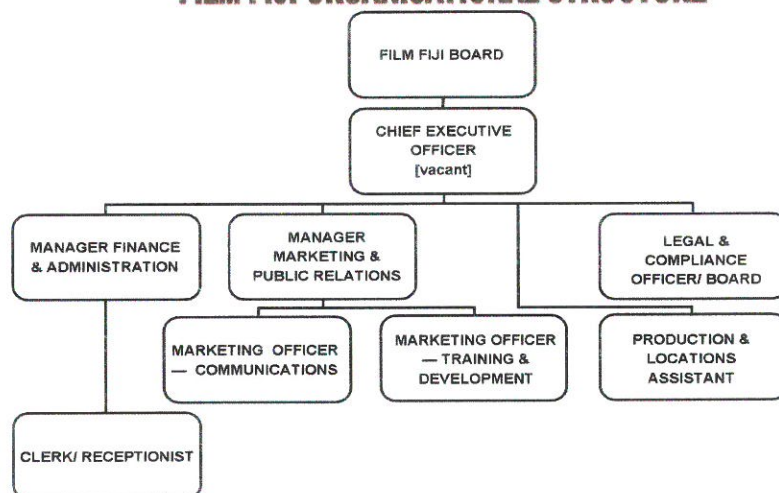 FILM FIJI BOARD
CHIEF EXECUTIVE
OFFICER
[vacant]
MANAGER FINANCE
& ADMINISTRATION
MANAGER
MARKETING &
PUBLIC RELATIONS
LEGAL &
COMPLIANCE
OFFICER/ BOARD
MARKETING OFFICER
— COMMUNICATIONS
MARKETING OFFICER
— TRAINING &
DEVELOPMENT
PRODUCTION &
LOCATIONS
ASSISTANT
CLERK/ RECEPTIONIST